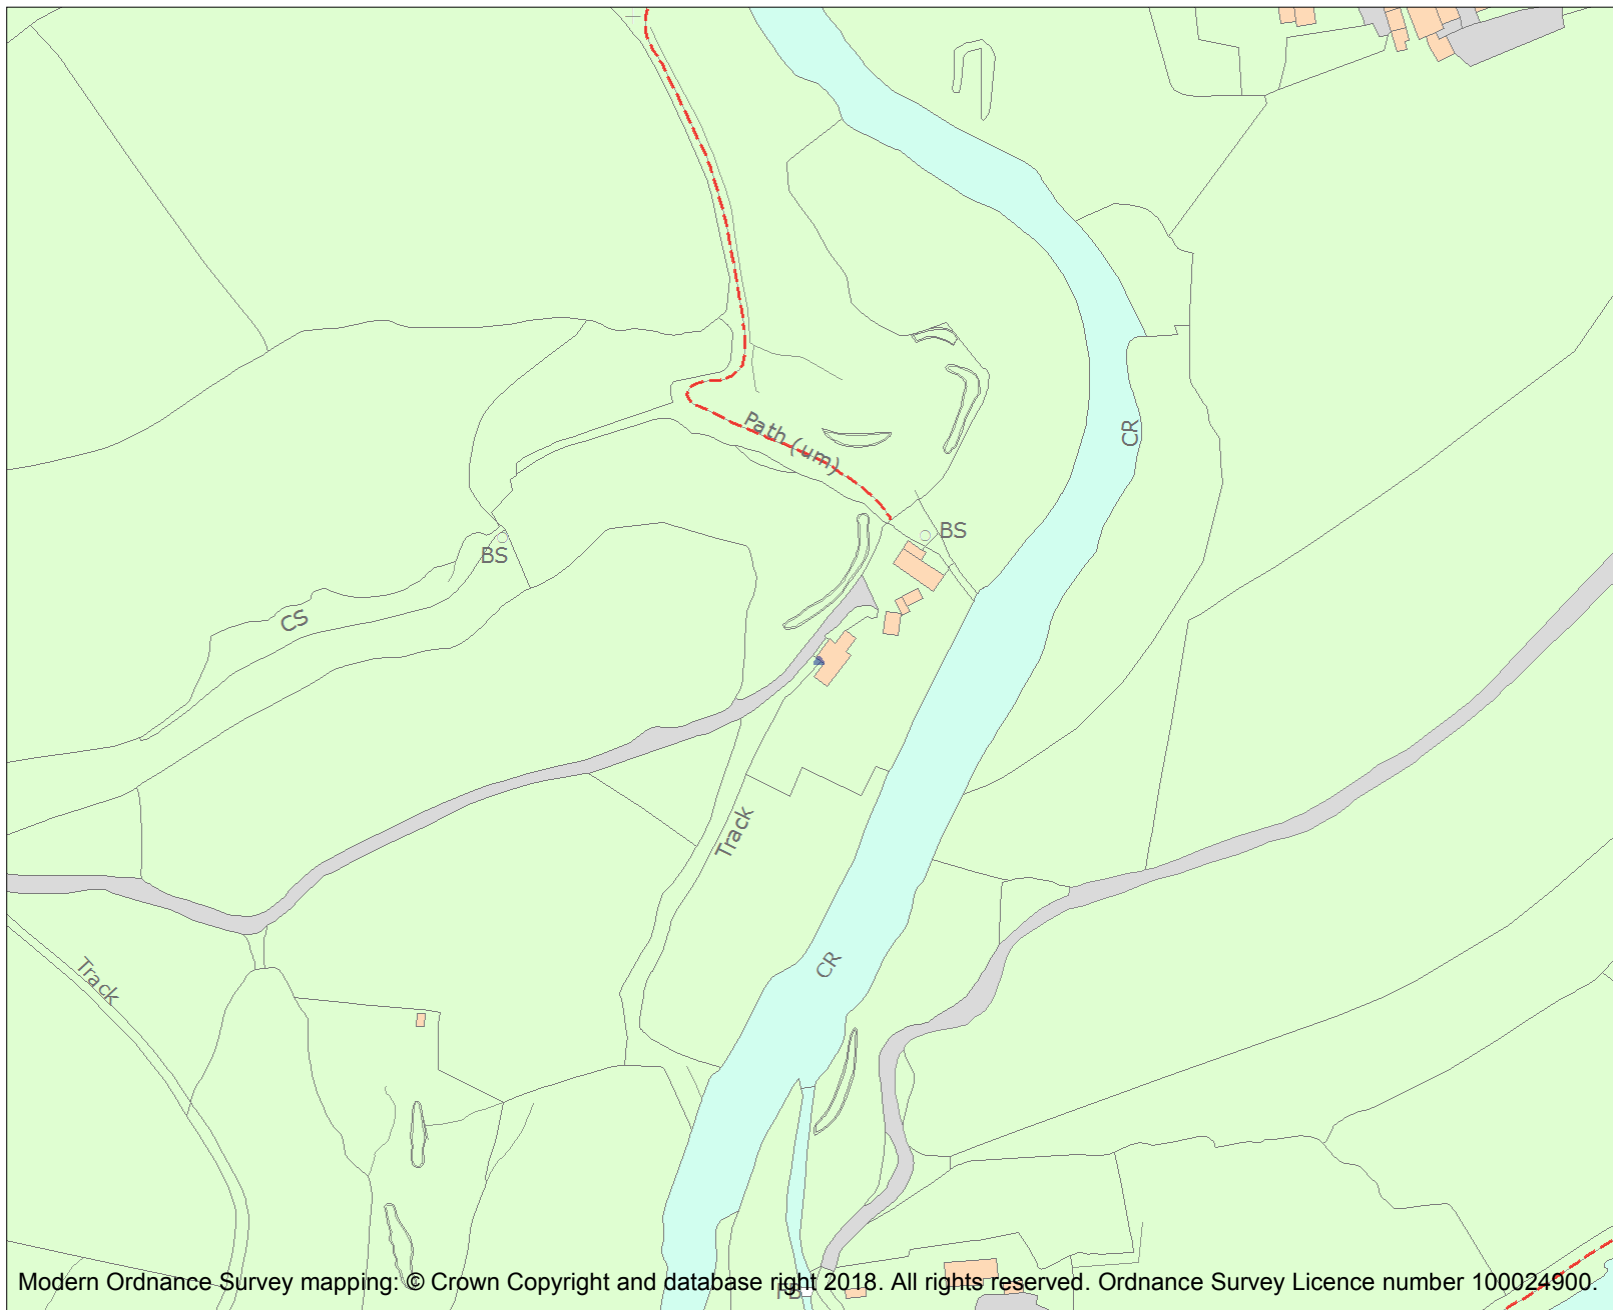 Path (um)
CR
BS
BS
CS
Track
CR
Track
FB
Modern Ordnance Survey mapping: © Crown Copyright and database right 2018. All rights reserved. Ordnance Survey Licence number 100024900.